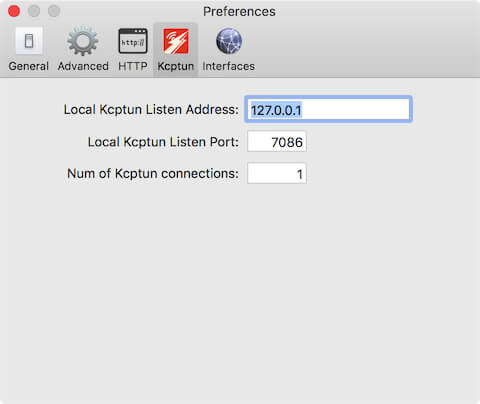 Preferences
General Advanced HTTP Kcptun Interfaces
http://
Local Kcptun Listen Address: 127.0.0.1
Local Kcptun Listen Port: 7086
Num of Kcptun connections: 1